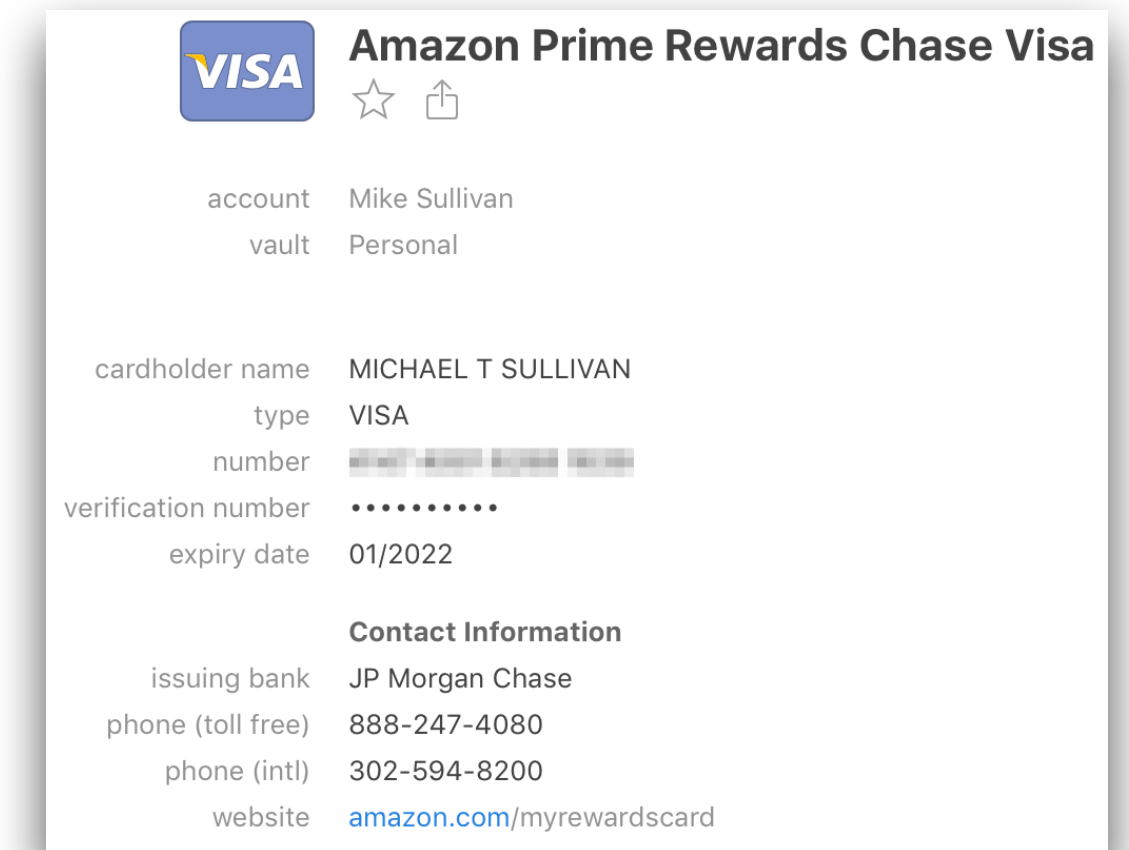 VISA
Amazon Prime Rewards Chase Visa
account Mike Sullivan
vault Personal
cardholder name MICHAEL T SULLIVAN
type VISA
number
verification number ••••••••••
expiry date 01/2022
Contact Information
issuing bank JP Morgan Chase
phone (toll free) 888-247-4080
phone (intl) 302-594-8200
website amazon.com/myrewardscard